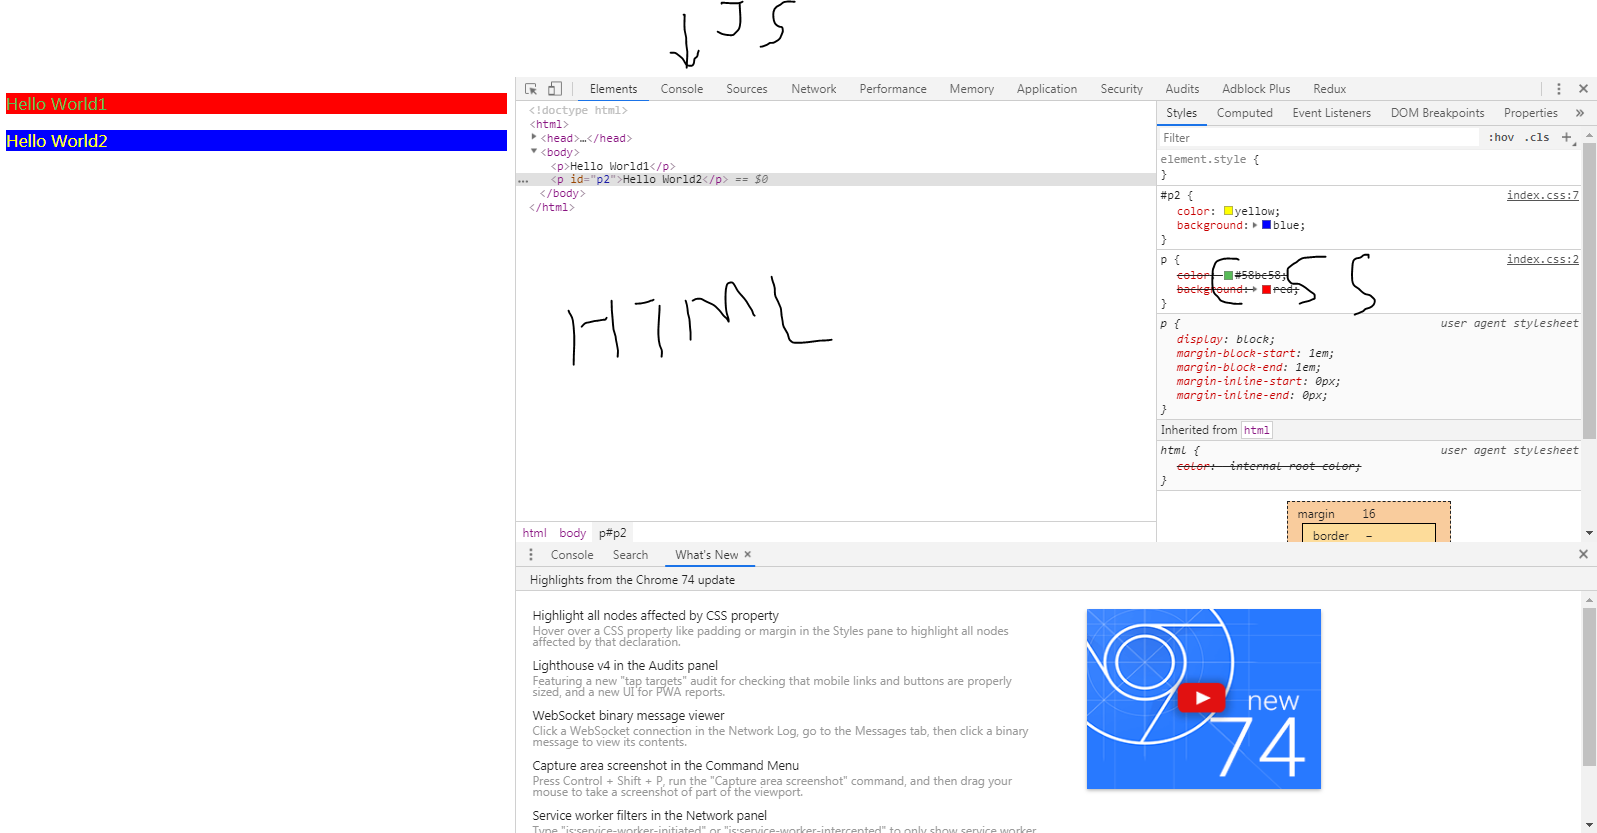 JS
Hello World1
Hello World2
Elements Console Sources Network Performance Memory Application Security Audits Adblock Plus Redux
<!doctype html>
<html>
<head>…</head>
<body>
<p>Hello World1</p>
… <p id="p2">Hello World2</p> == $0
</body>
</html>
HTML
html body p#p2
Styles Computed Event Listeners DOM Breakpoints Properties »
Filter :hov .cls +
element.style {
}
#p2 { index.css:7
color: yellow;
background: blue;
}
p { index.css:2
color: #58bc58;
background: red;
}
CSS
p { user agent stylesheet
display: block;
margin-block-start: 1em;
margin-block-end: 1em;
margin-inline-start: 0px;
margin-inline-end: 0px;
}
Inherited from html
html { user agent stylesheet
color: -internal-root-color;
}
margin 16
border –
Console Search What's New ×
Highlights from the Chrome 74 update
Highlight all nodes affected by CSS property
Hover over a CSS property like padding or margin in the Styles pane to highlight all nodes
affected by that declaration.
Lighthouse v4 in the Audits panel
Featuring a new "tap targets" audit for checking that mobile links and buttons are properly
sized, and a new UI for PWA reports.
WebSocket binary message viewer
Click a WebSocket connection in the Network Log, go to the Messages tab, then click a binary
message to view its contents.
Capture area screenshot in the Command Menu
Press Control + Shift + P, run the "Capture area screenshot" command, and then drag your
mouse to take a screenshot of part of the viewport.
Service worker filters in the Network panel
Type "is:service-worker-initiated" or "is:service-worker-intercepted" to only show service worker
new
74